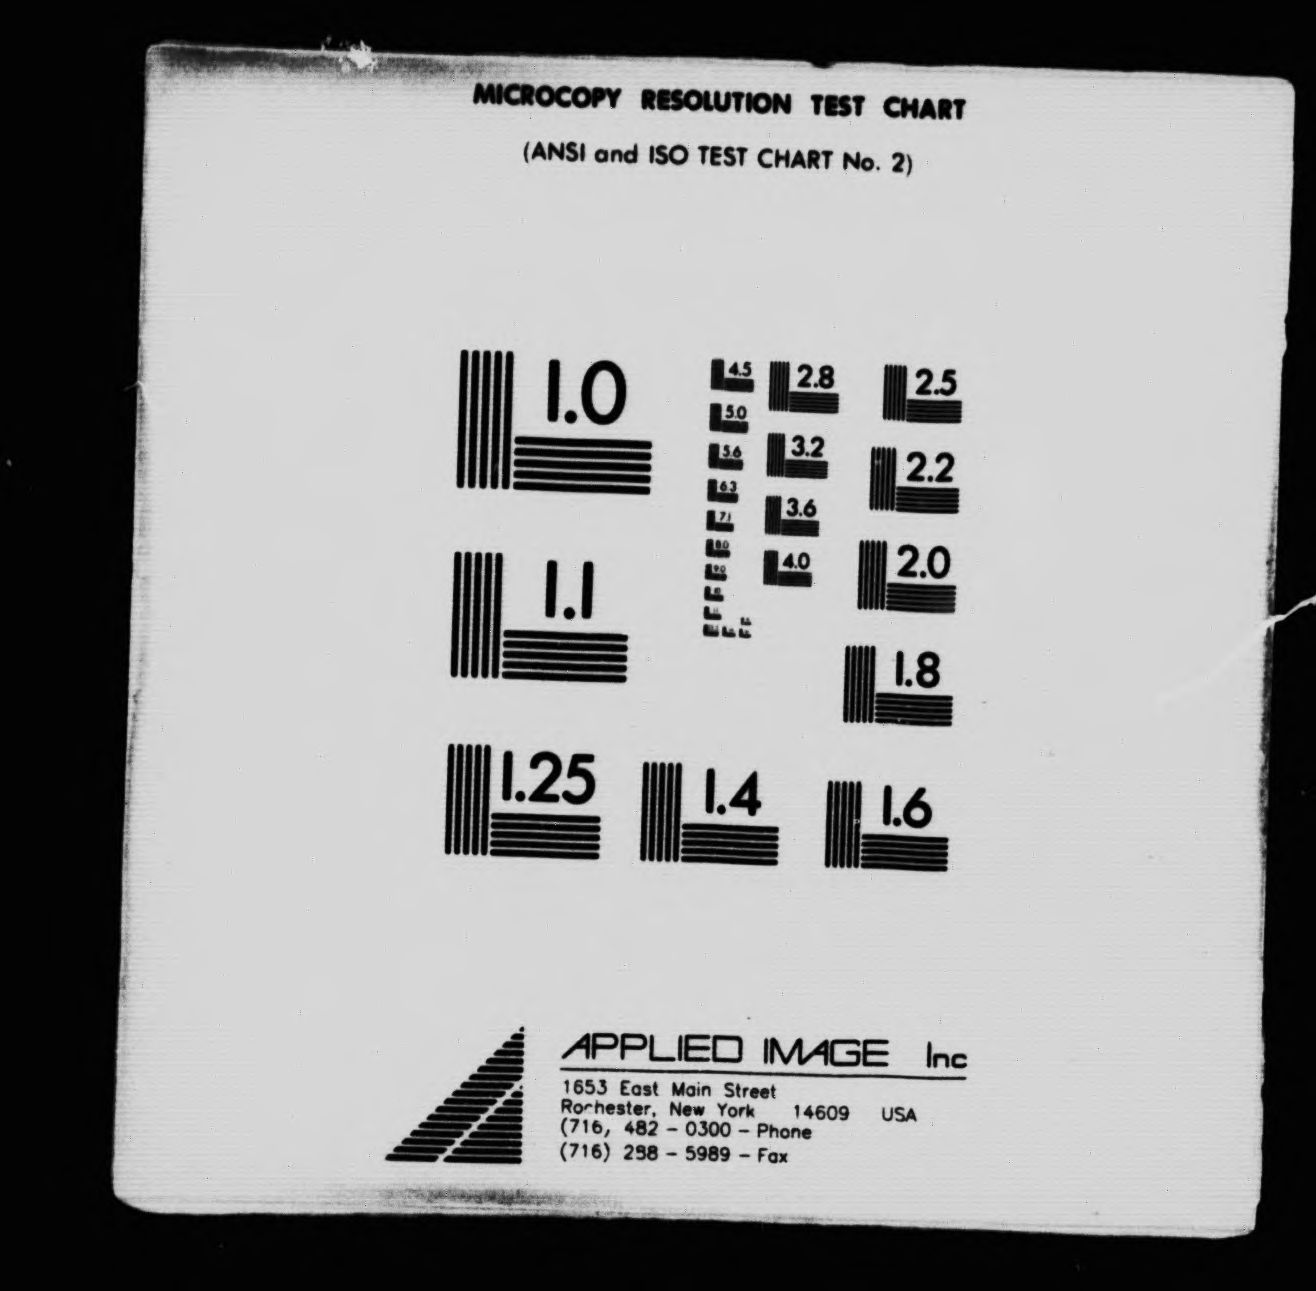 MICROCOPY RESOLUTION TEST CHART
(ANSI and ISO TEST CHART No. 2)
1.0
4.5
2.8
2.5
5.0
5.6
3.2
2.2
6.3
3.6
7.1
8.0
4.0
2.0
9.0
1.1
1.8
1.25
1.4
1.6
APPLIED IMAGE Inc
1653 East Main Street
Rochester, New York 14609 USA
(716, 482 - 0300 - Phone
(716) 288 - 5989 - Fax